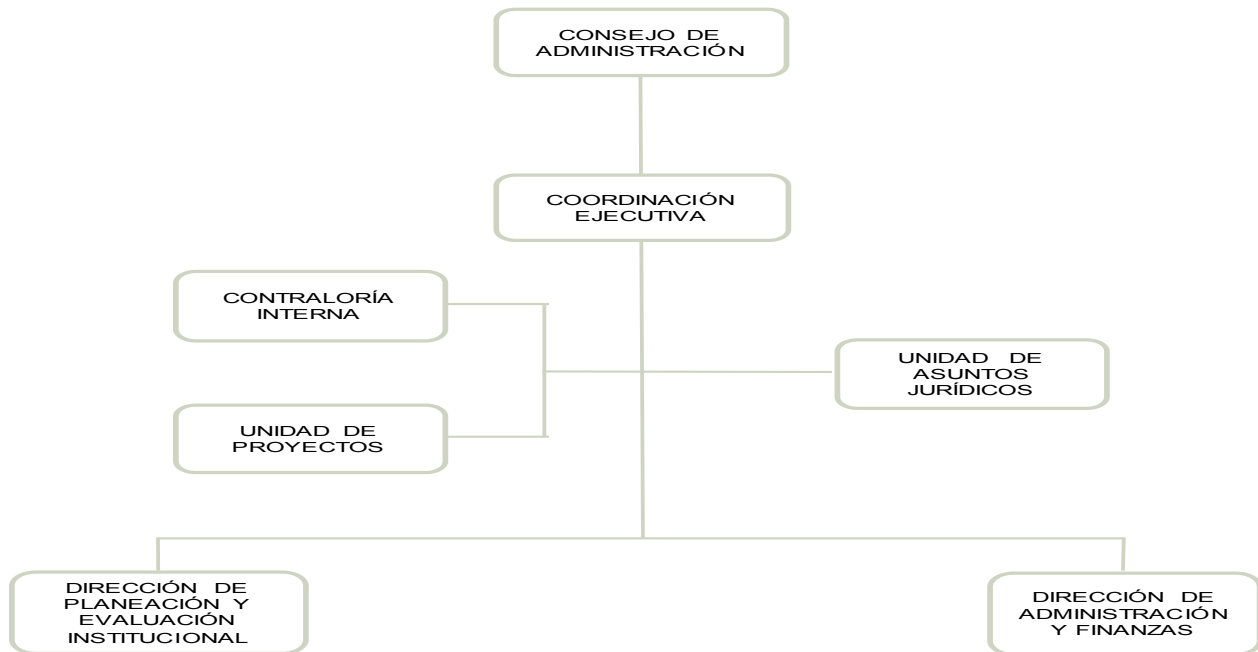 CONSEJO DE
ADMINISTRACIÓN
COORDINACIÓN
EJECUTIVA
CONTRALORÍA
INTERNA
UNIDAD DE
ASUNTOS
JURÍDICOS
UNIDAD DE
PROYECTOS
DIRECCIÓN DE
PLANEACIÓN Y
EVALUACIÓN
INSTITUCIONAL
DIRECCIÓN DE
ADMINISTRACIÓN
Y FINANZAS